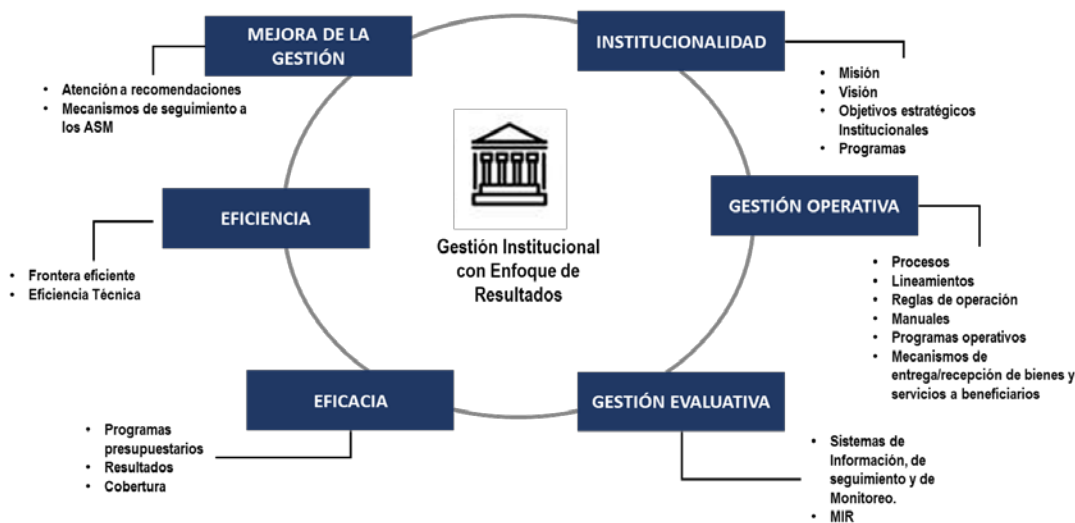 MEJORA DE LA
GESTIÓN
• Atención a recomendaciones
• Mecanismos de seguimiento a
los ASM
INSTITUCIONALIDAD
• Misión
• Visión
• Objetivos estratégicos
Institucionales
• Programas
Gestión Institucional
con Enfoque de
Resultados
EFICIENCIA
• Frontera eficiente
• Eficiencia Técnica
GESTIÓN OPERATIVA
• Procesos
• Lineamientos
• Reglas de operación
• Manuales
• Programas operativos
• Mecanismos de
entrega/recepción de bienes y
servicios a beneficiarios
EFICACIA
• Programas
presupuestarios
• Resultados
• Cobertura
GESTIÓN EVALUATIVA
• Sistemas de
Información, de
seguimiento y de
Monitoreo.
• MIR